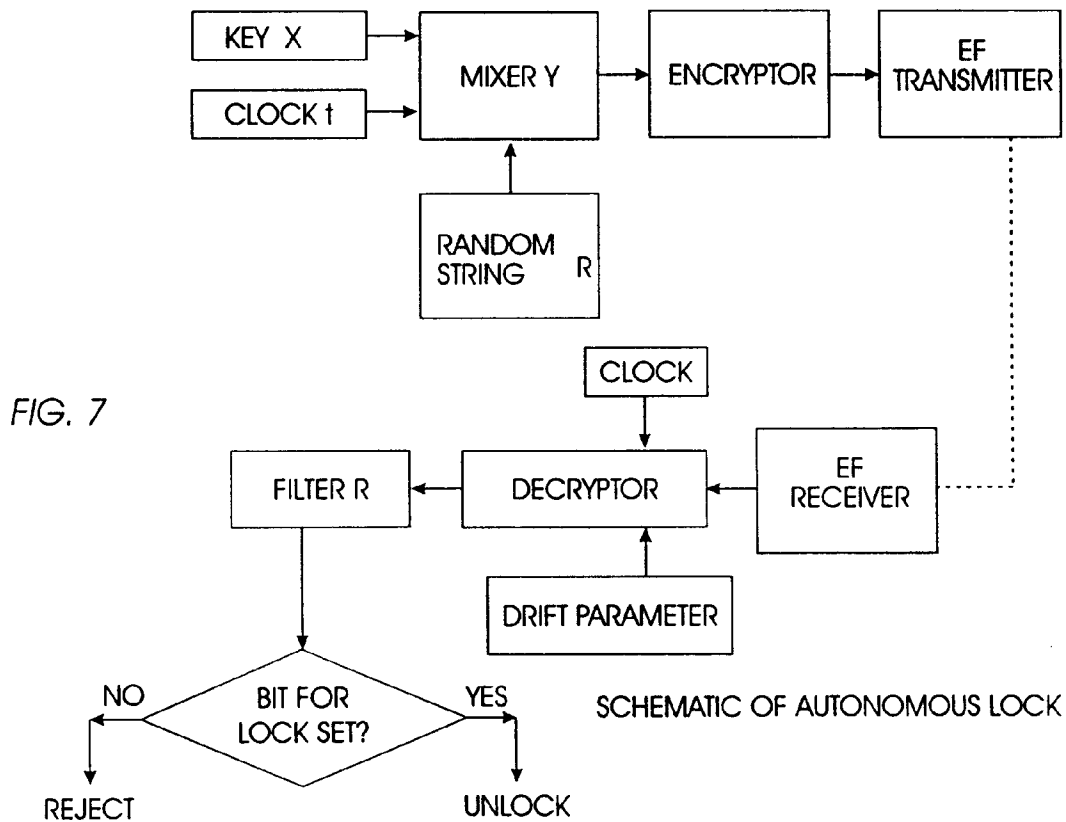 KEY X
CLOCK t
MIXER Y
ENCRYPTOR
EF
TRANSMITTER
RANDOM
STRING R
CLOCK
FIG. 7
FILTER R
DECRYPTOR
EF
RECEIVER
DRIFT PARAMETER
NO
BIT FOR
LOCK SET?
YES
SCHEMATIC OF AUTONOMOUS LOCK
REJECT
UNLOCK